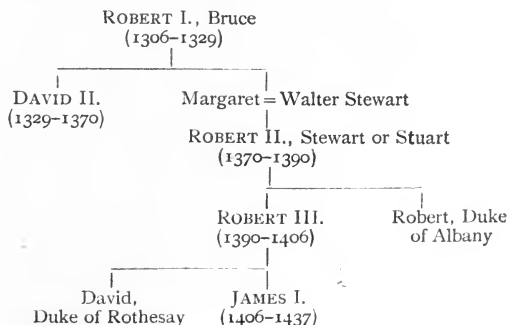 ROBERT I., Bruce
(1306–1329)
DAVID II. Margaret = Walter Stewart
(1329–1370)
ROBERT II., Stewart or Stuart
(1370–1390)
ROBERT III. Robert, Duke
(1390–1406) of Albany
David, JAMES I.
Duke of Rothesay (1406–1437)